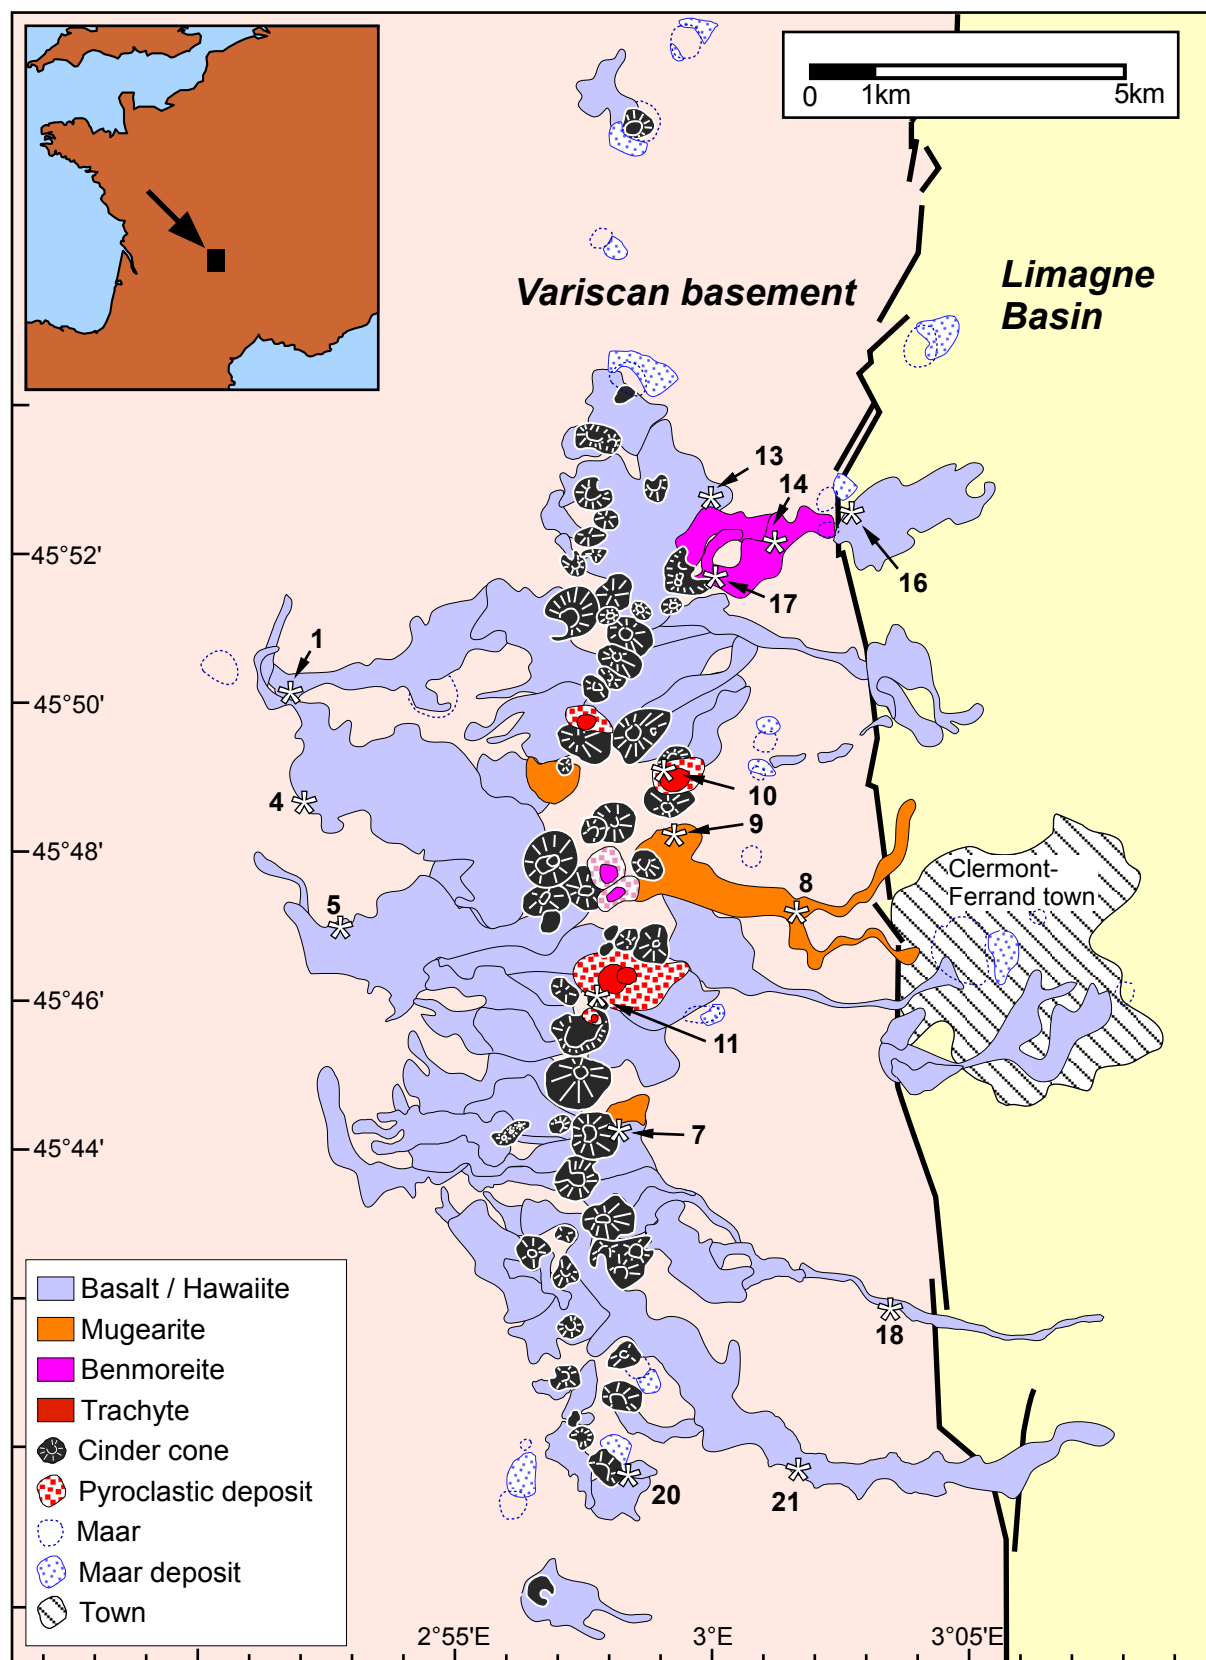 0
1km
5km
Variscan basement
Limagne
Basin
13
14
45°52'
16
17
1
45°50'
4
10
9
45°48'
Clermont-
Ferrand town
8
5
45°46'
11
45°44'
7
Basalt / Hawaiite
Mugearite
Benmoreite
Trachyte
Cinder cone
Pyroclastic deposit
Maar
Maar deposit
Town
18
20
21
2°55'E
3°E
3°05'E